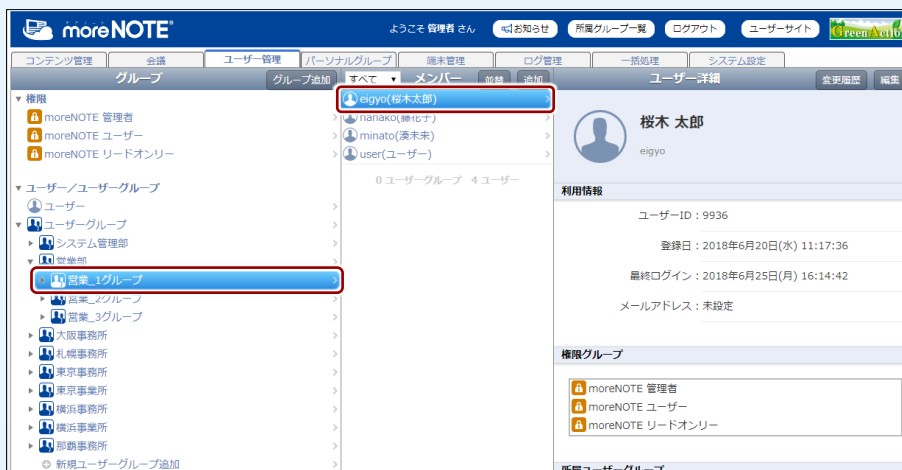 moreNOTE
ようこそ 管理者 さん
お知らせ
所属グループ一覧
ログアウト
ユーザーサイト
Green Actio
コンテンツ管理
会議
ユーザー管理
パーソナルグループ
端末管理
ログ管理
一括処理
システム設定
グループ
グループ追加
すべて
メンバー
並替
追加
ユーザー詳細
変更履歴
編集
権限
moreNOTE 管理者
moreNOTE ユーザー
moreNOTE リードオンリー
ユーザー／ユーザーグループ
ユーザー
ユーザーグループ
システム管理部
営業部
営業_1グループ
営業_2グループ
営業_3グループ
大阪事務所
札幌事務所
東京事務所
東京事業所
横浜事務所
横浜事業所
那覇事務所
新規ユーザーグループ追加
eigyo(桜木太郎)
nanako(藤花子)
minato(湊未来)
user(ユーザー)
0 ユーザーグループ 4 ユーザー
桜木 太郎
eigyo
利用情報
ユーザーID：9936
登録日：2018年6月20日(水) 11:17:36
最終ログイン：2018年6月25日(月) 16:14:42
メールアドレス：未設定
権限グループ
moreNOTE 管理者
moreNOTE ユーザー
moreNOTE リードオンリー
所属ユーザーグループ